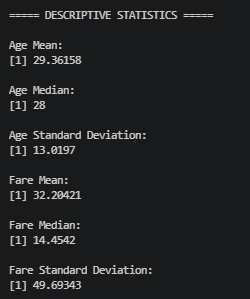 ===== DESCRIPTIVE STATISTICS =====
Age Mean:
[1] 29.36158
Age Median:
[1] 28
Age Standard Deviation:
[1] 13.0197
Fare Mean:
[1] 32.20421
Fare Median:
[1] 14.4542
Fare Standard Deviation:
[1] 49.69343